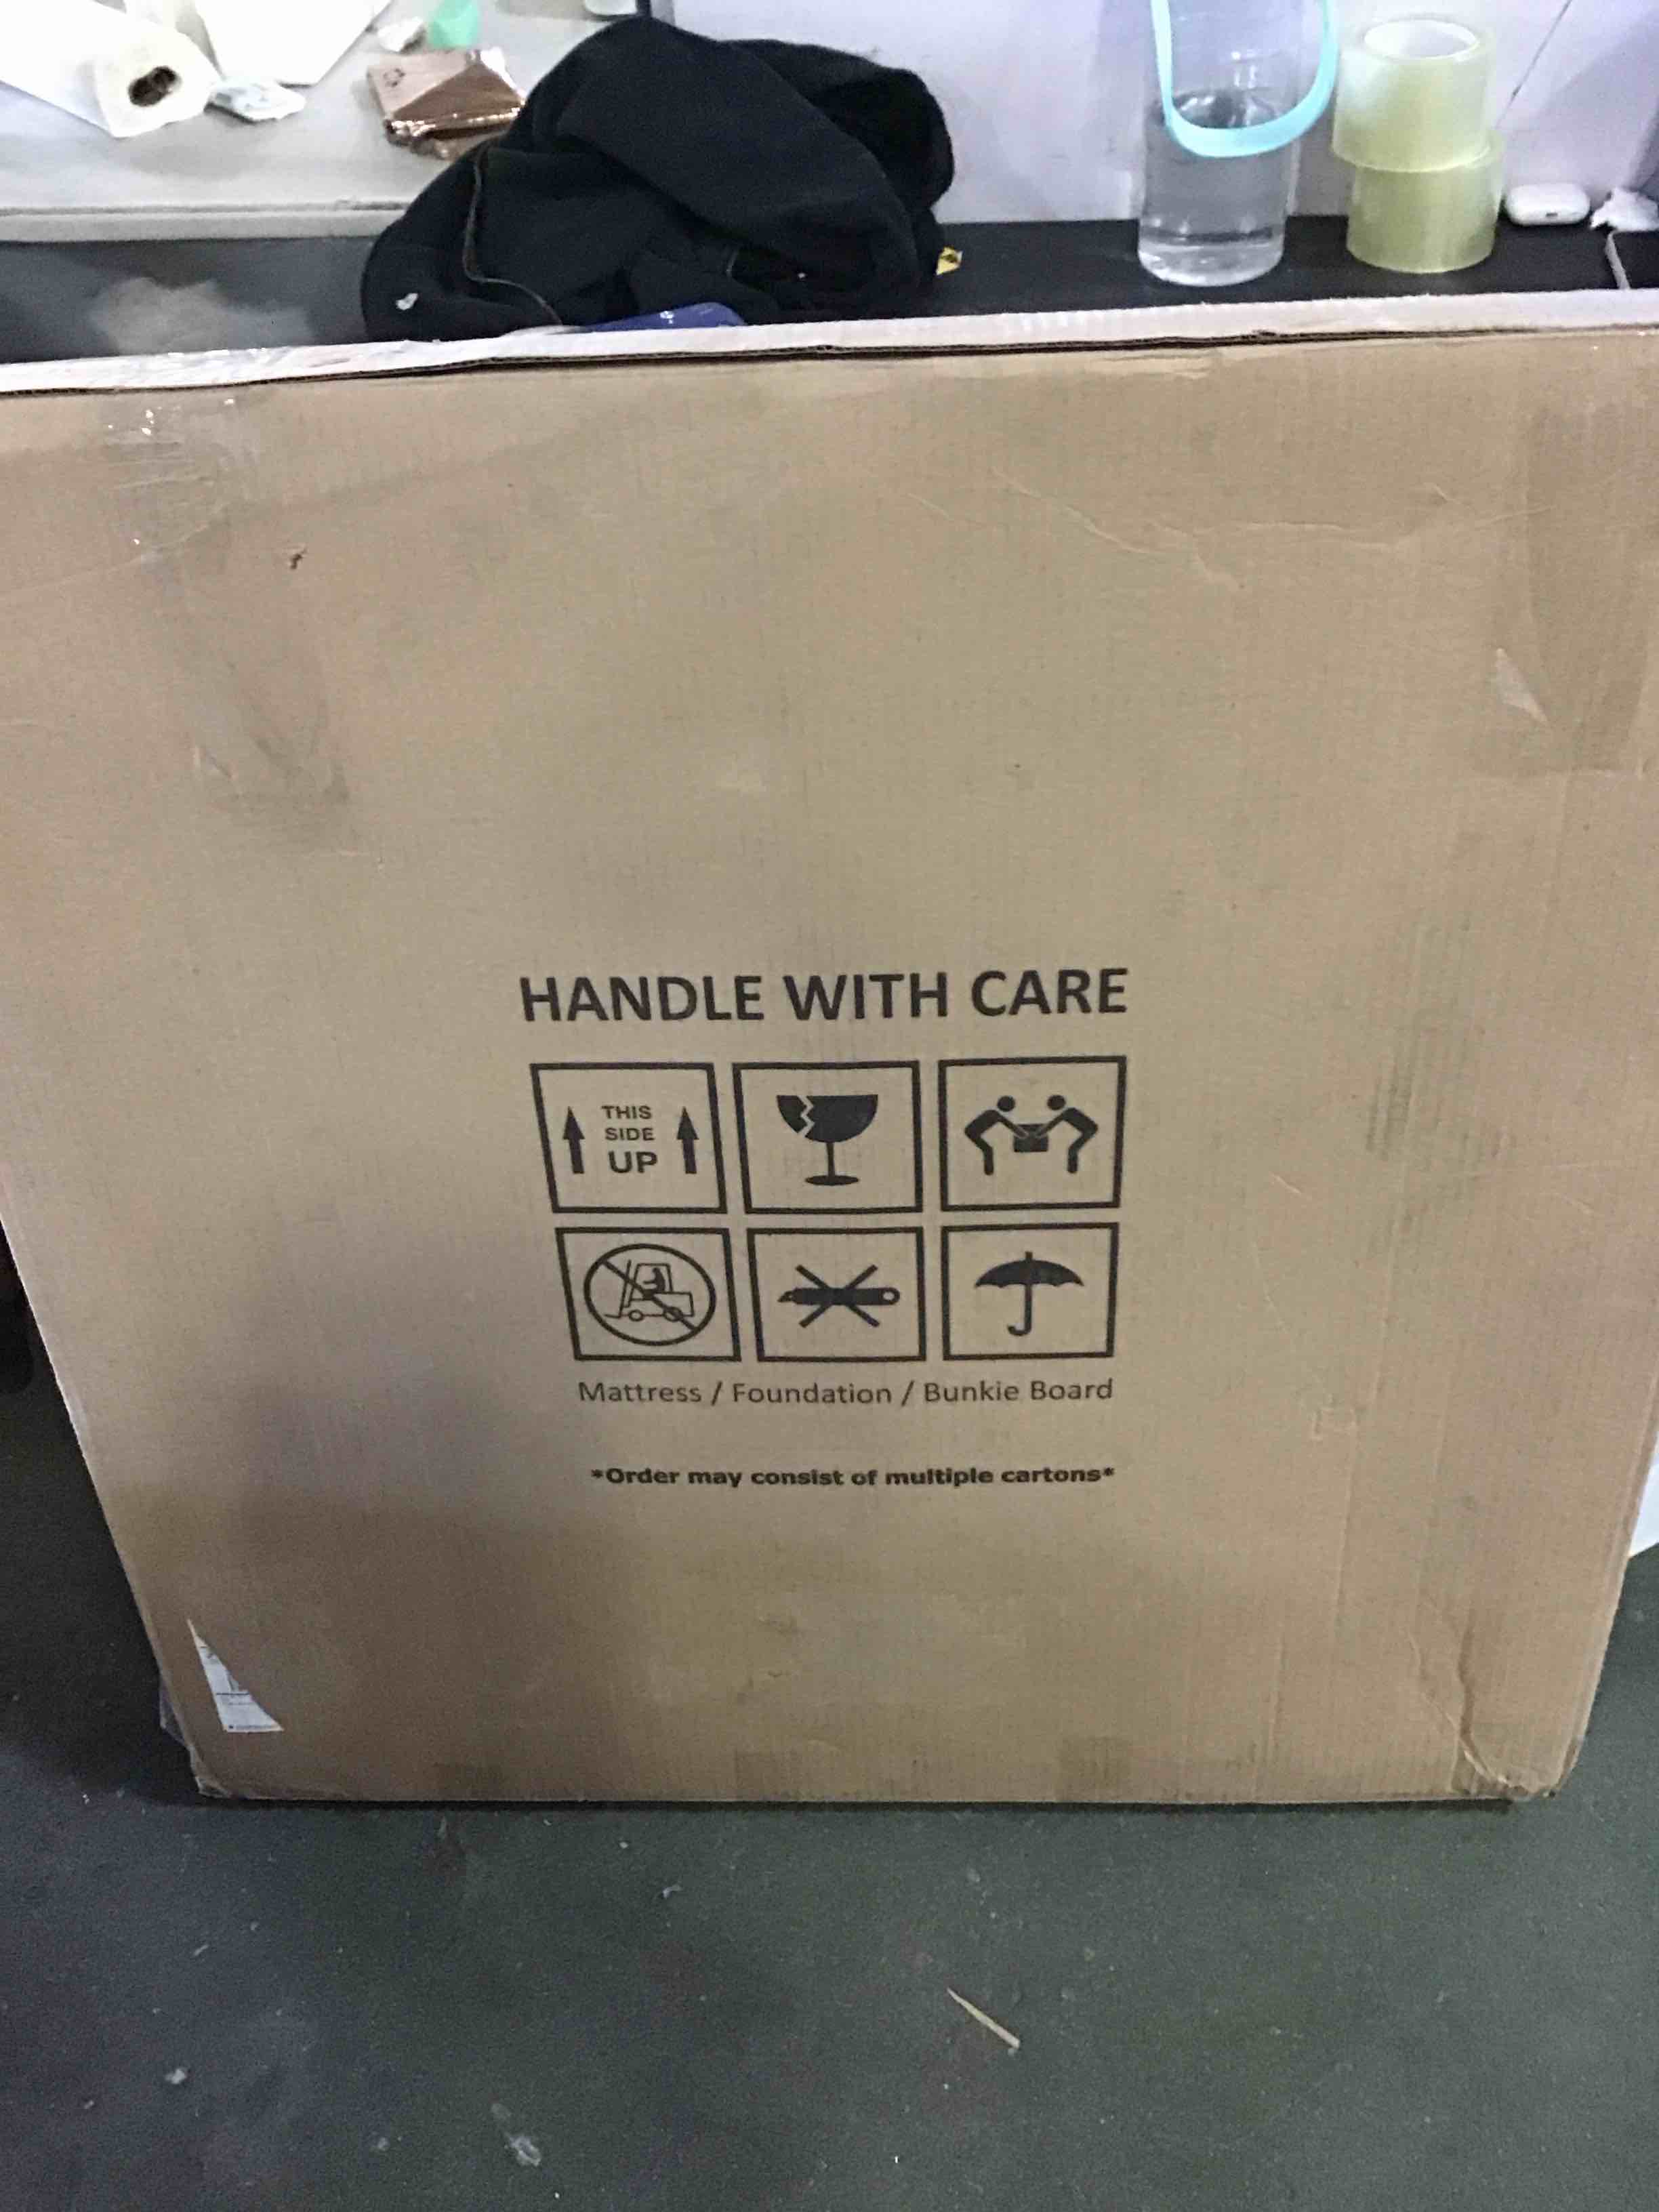 HANDLE WITH CARE
THIS
SIDE
UP
Mattress / Foundation / Bunkie Board
*Order may consist of multiple cartons*